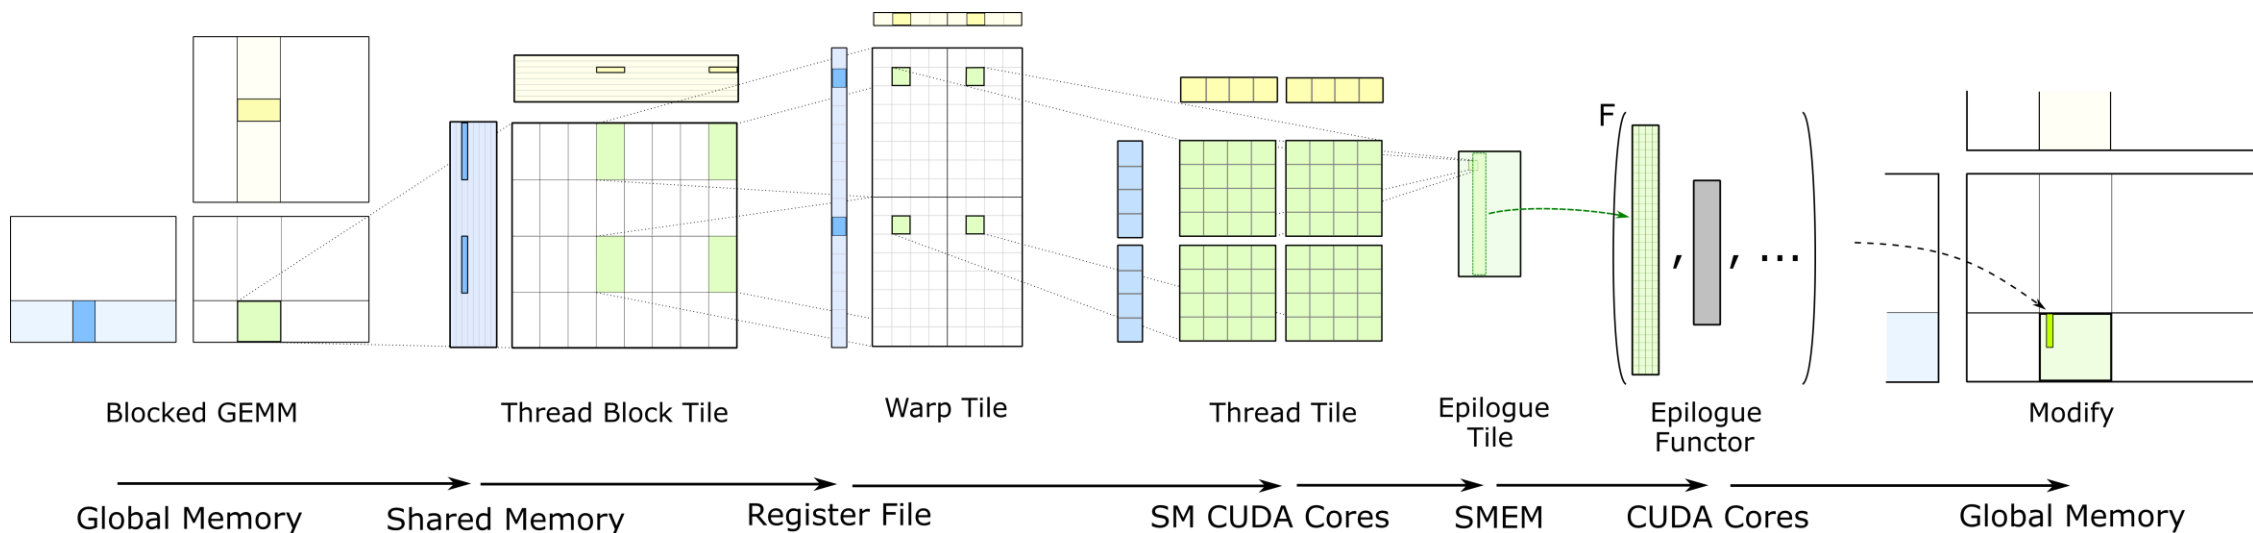 F
, , ...
Blocked GEMM
Thread Block Tile
Warp Tile
Thread Tile
Epilogue
Tile
Epilogue
Functor
Modify
Global Memory
Shared Memory
Register File
SM CUDA Cores
SMEM
CUDA Cores
Global Memory